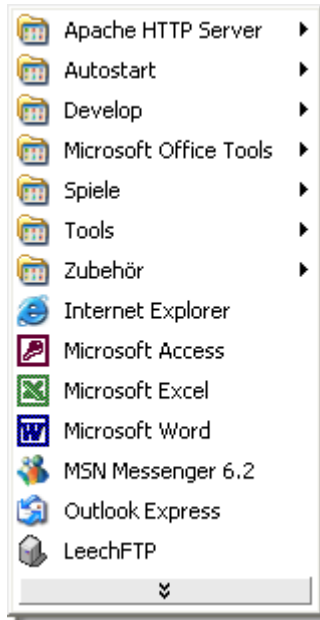 Apache HTTP Server
Autostart
Develop
Microsoft Office Tools
Spiele
Tools
Zubehör
Internet Explorer
Microsoft Access
Microsoft Excel
Microsoft Word
MSN Messenger 6.2
Outlook Express
LeechFTP